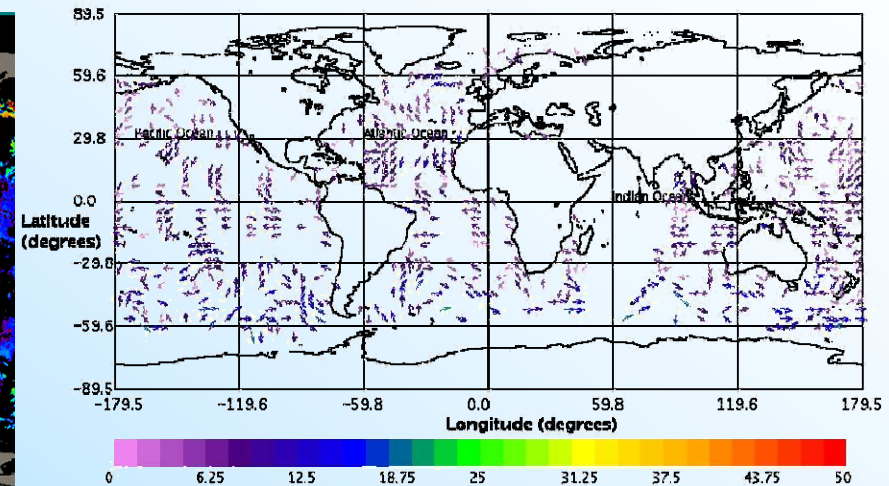 89.5
59.6
29.8
0.0
-29.8
-59.6
-89.5
Latitude
(degrees)
Pacific Ocean
Atlantic Ocean
Indian Ocean
-179.5 -119.6 -59.8 0.0 59.8 119.6 179.5
Longitude (degrees)
0 6.25 12.5 18.75 25 31.25 37.5 43.75 50